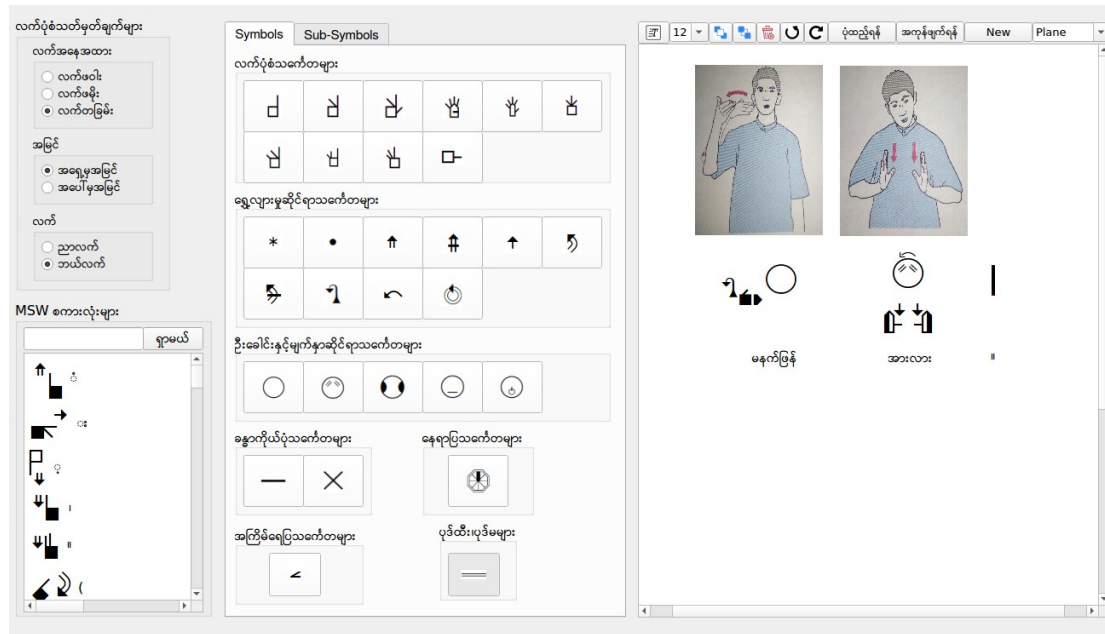 လက်ပုံစံသတ်မှတ်ချက်များ
လက်အနေအထား
လက်ဖဝါး
လက်ဖမိုး
လက်တခြမ်း
အမြင်
အရှေ့မှအမြင်
အပေါ်မှအမြင်
လက်
ညာလက်
ဘယ်လက်
MSW စကားလုံးများ
ရှာမယ်
ံ
း
့
၊
။
(
Symbols Sub-Symbols
လက်ပုံစံသင်္ကေတများ
ရွေ့လျားမှုဆိုင်ရာသင်္ကေတများ
ဦးခေါင်းနှင့်မျက်နှာဆိုင်ရာသင်္ကေတများ
ခန္ဓာကိုယ်ပုံသင်္ကေတများ
နေရာပြသင်္ကေတများ
အကြိမ်ရေပြသင်္ကေတများ
ပုဒ်ထီး၊ပုဒ်မများ
12 ပုံထည့်ရန် အကုန်ဖျက်ရန် New Plane
မနက်ဖြန် အားလား ။